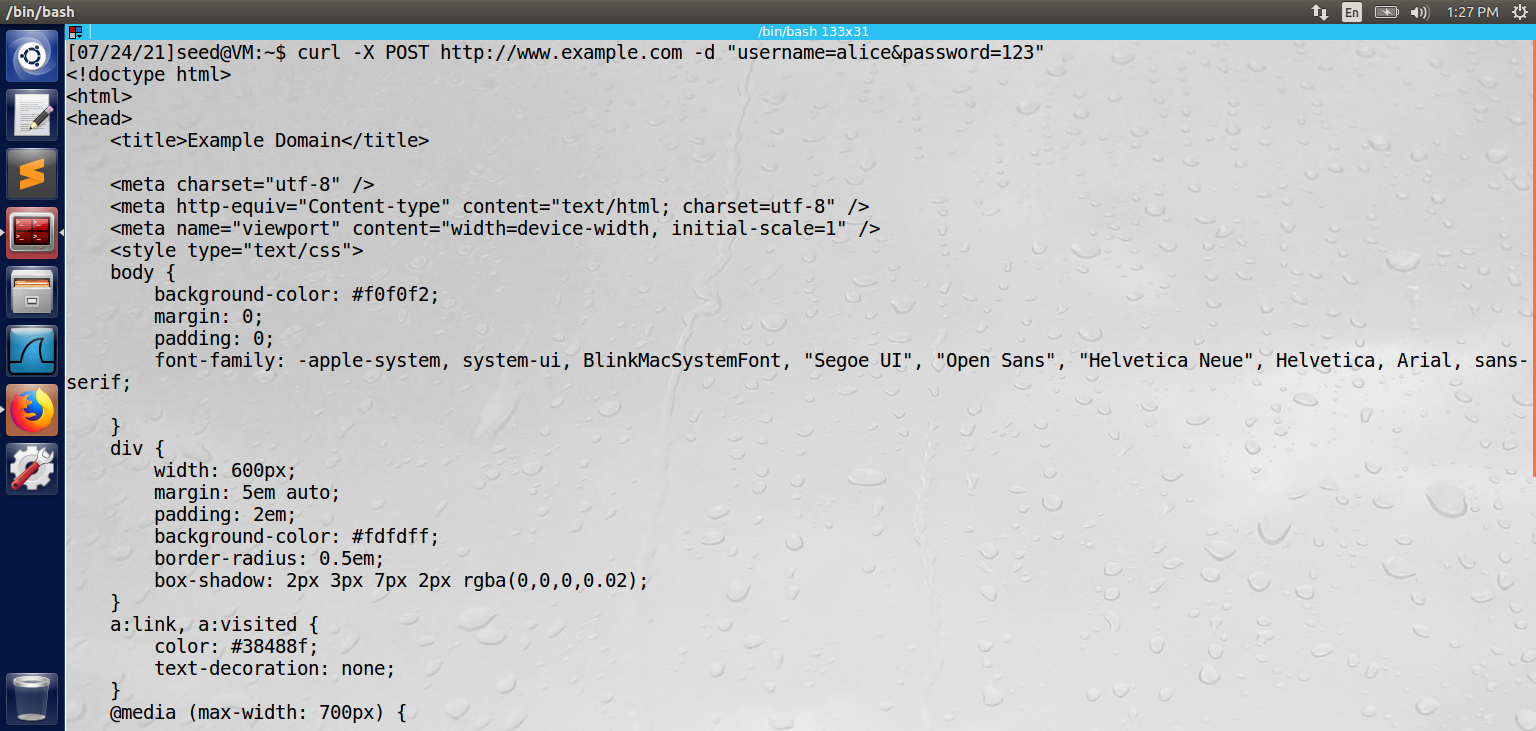 /bin/bash
En
1:27 PM
/bin/bash 133x31
[07/24/21]seed@VM:~$ curl -X POST http://www.example.com -d "username=alice&password=123"
<!doctype html>
<html>
<head>
    <title>Example Domain</title>

    <meta charset="utf-8" />
    <meta http-equiv="Content-type" content="text/html; charset=utf-8" />
    <meta name="viewport" content="width=device-width, initial-scale=1" />
    <style type="text/css">
    body {
        background-color: #f0f0f2;
        margin: 0;
        padding: 0;
        font-family: -apple-system, system-ui, BlinkMacSystemFont, "Segoe UI", "Open Sans", "Helvetica Neue", Helvetica, Arial, sans-
serif;

    }
    div {
        width: 600px;
        margin: 5em auto;
        padding: 2em;
        background-color: #fdfdff;
        border-radius: 0.5em;
        box-shadow: 2px 3px 7px 2px rgba(0,0,0,0.02);
    }
    a:link, a:visited {
        color: #38488f;
        text-decoration: none;
    }
    @media (max-width: 700px) {